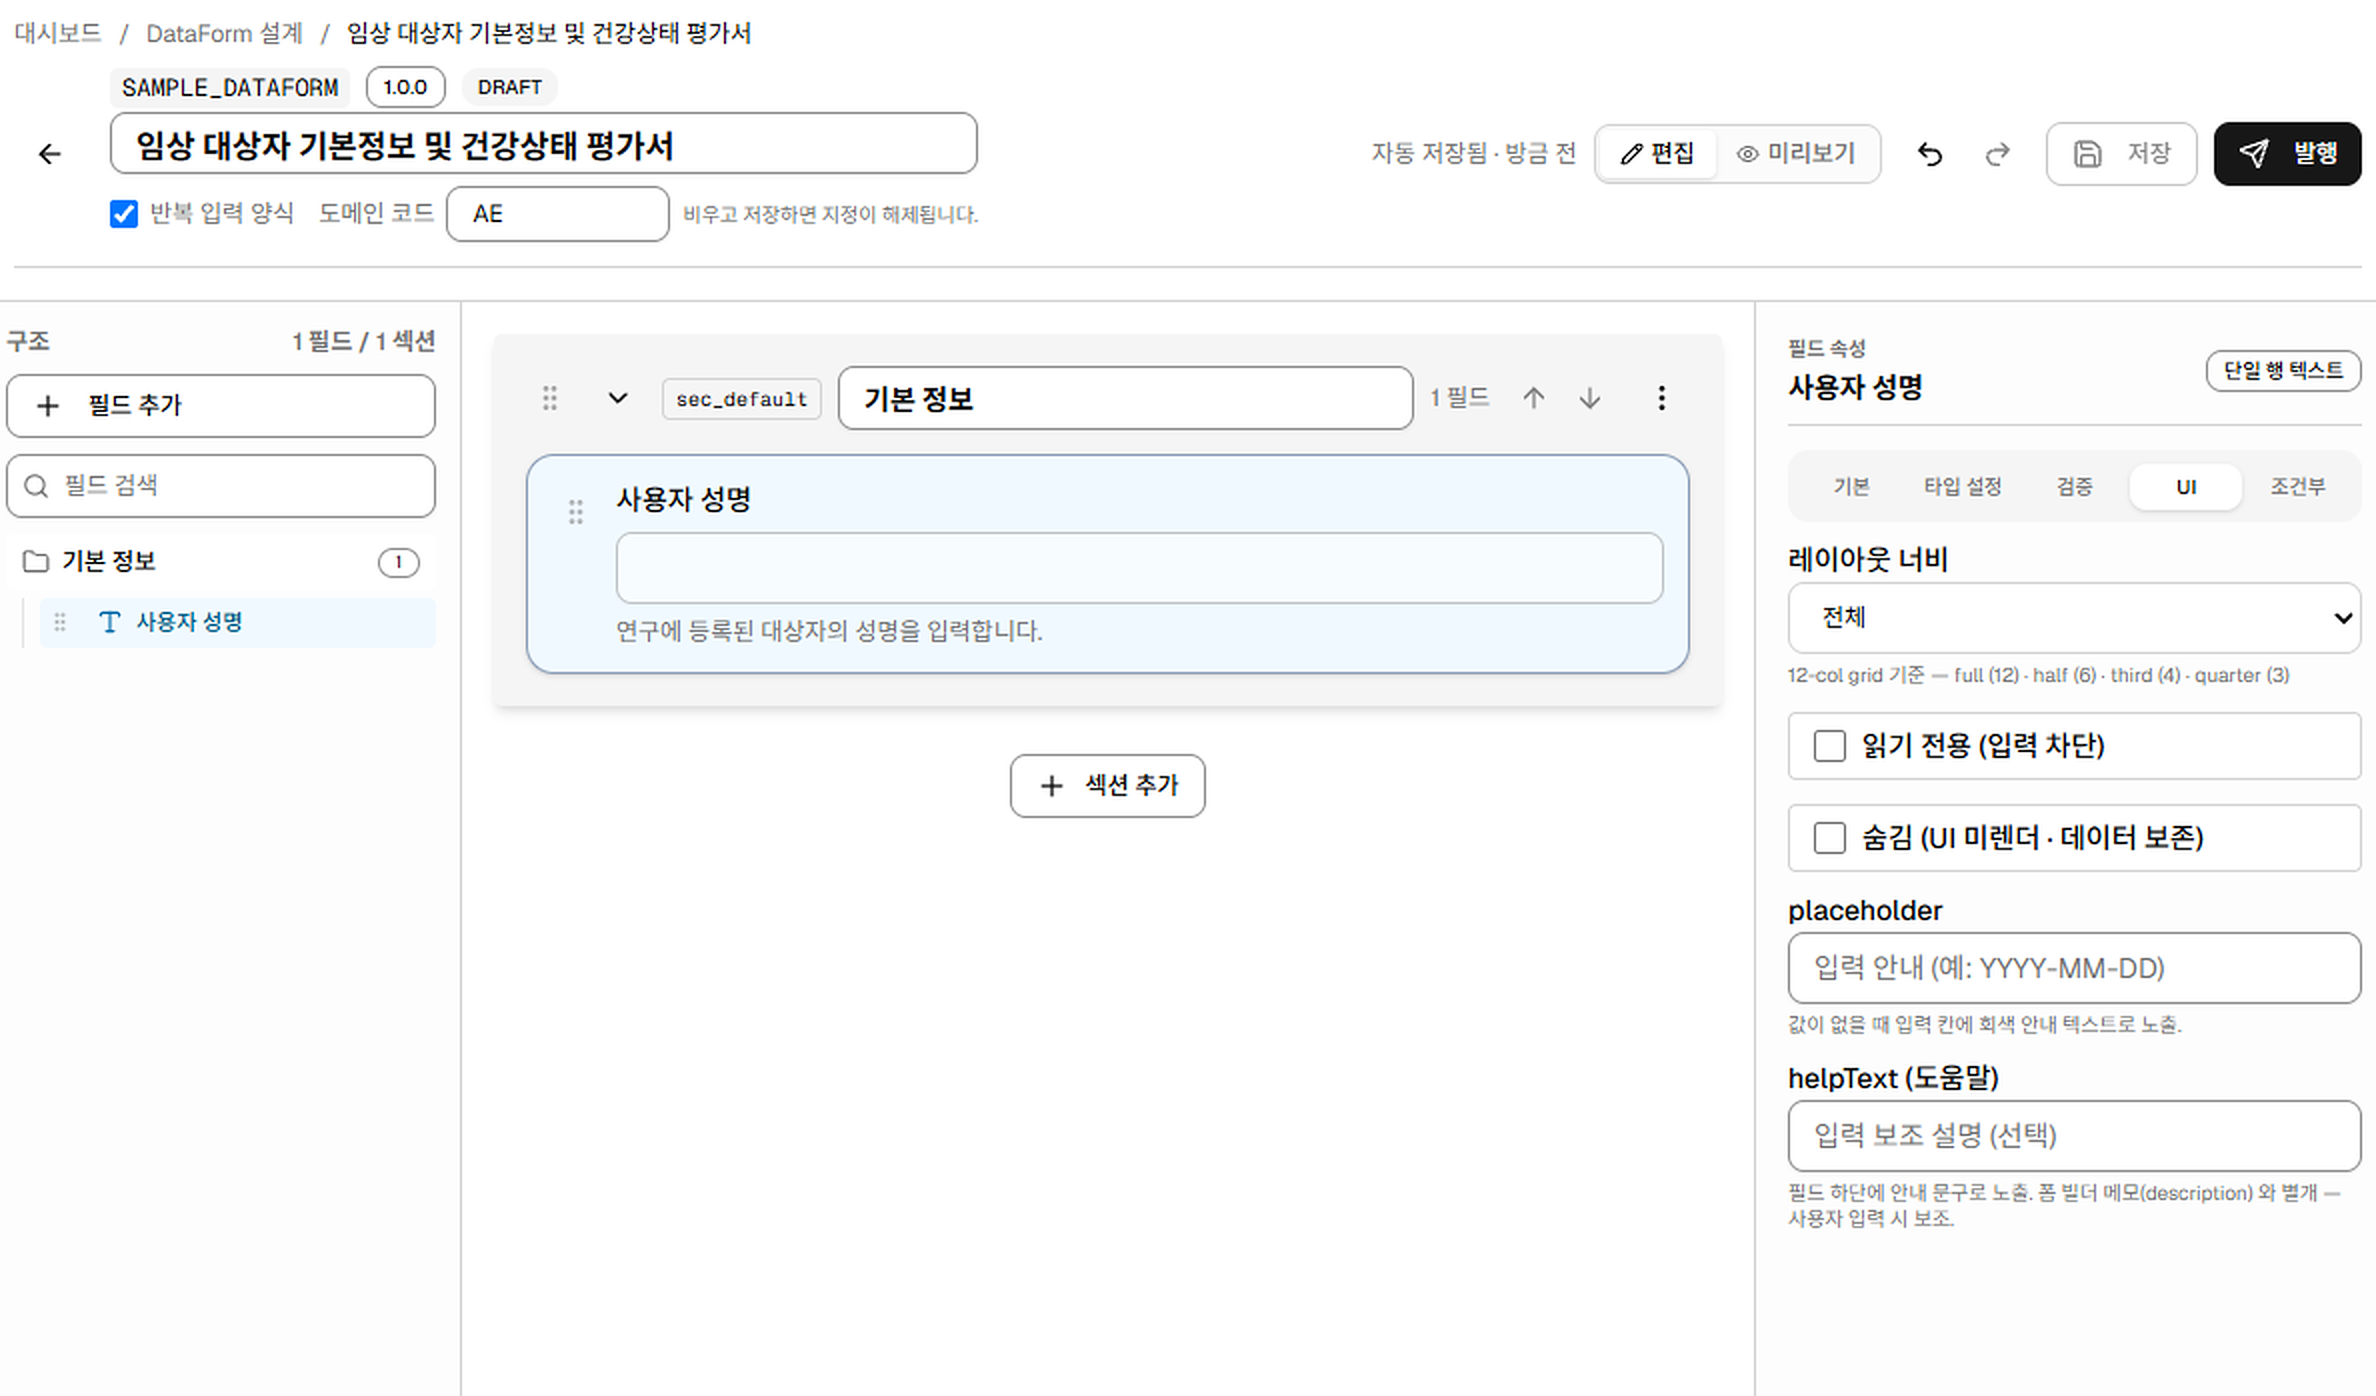 대시보드 / DataForm 설계 / 임상 대상자 기본정보 및 건강상태 평가서
SAMPLE_DATAFORM 1.0.0 DRAFT
임상 대상자 기본정보 및 건강상태 평가서
자동 저장됨 · 방금 전 편집 미리보기 저장 발행
반복 입력 양식 도메인 코드 AE 비우고 저장하면 지정이 해제됩니다.
구조 1 필드 / 1 섹션
필드 추가
필드 검색
기본 정보 1
사용자 성명
sec_default 기본 정보 1 필드
사용자 성명
연구에 등록된 대상자의 성명을 입력합니다.
섹션 추가
필드 속성
사용자 성명 단일 행 텍스트
기본 타입 설정 검증 UI 조건부
레이아웃 너비
전체
12-col grid 기준 — full (12) · half (6) · third (4) · quarter (3)
읽기 전용 (입력 차단)
숨김 (UI 미렌더 · 데이터 보존)
placeholder
입력 안내 (예: YYYY-MM-DD)
값이 없을 때 입력 칸에 회색 안내 텍스트로 노출.
helpText (도움말)
입력 보조 설명 (선택)
필드 하단에 안내 문구로 노출. 폼 빌더 메모(description) 와 별개 —
사용자 입력 시 보조.